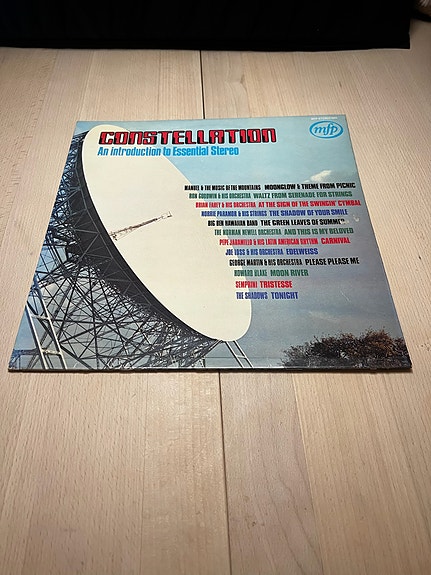 mfp
CONSTELLATION
An introduction to Essential Stereo
MANUEL & THE MUSIC OF THE MOUNTAINS MOONGLOW & THEME FROM PICNIC
RON GOODWIN & HIS ORCHESTRA WALTZ FROM SERENADE FOR STRINGS
BRIAN FAHEY & HIS ORCHESTRA AT THE SIGN OF THE SWINGIN' CYMBAL
NORRIE PARAMOR & HIS STRINGS THE SHADOW OF YOUR SMILE
BIG BEN HAWAIIAN BAND THE GREEN LEAVES OF SUMMER
THE NORMAN NEWELL ORCHESTRA AND THIS IS MY BELOVED
PEPE JARAMILLO & HIS LATIN AMERICAN RHYTHM CARNIVAL
JOE LOSS & HIS ORCHESTRA EDELWEISS
GEORGE MARTIN & HIS ORCHESTRA PLEASE PLEASE ME
HOWARD BLAKE MOON RIVER
SEMPRINI TRISTESSE
THE SHADOWS TONIGHT